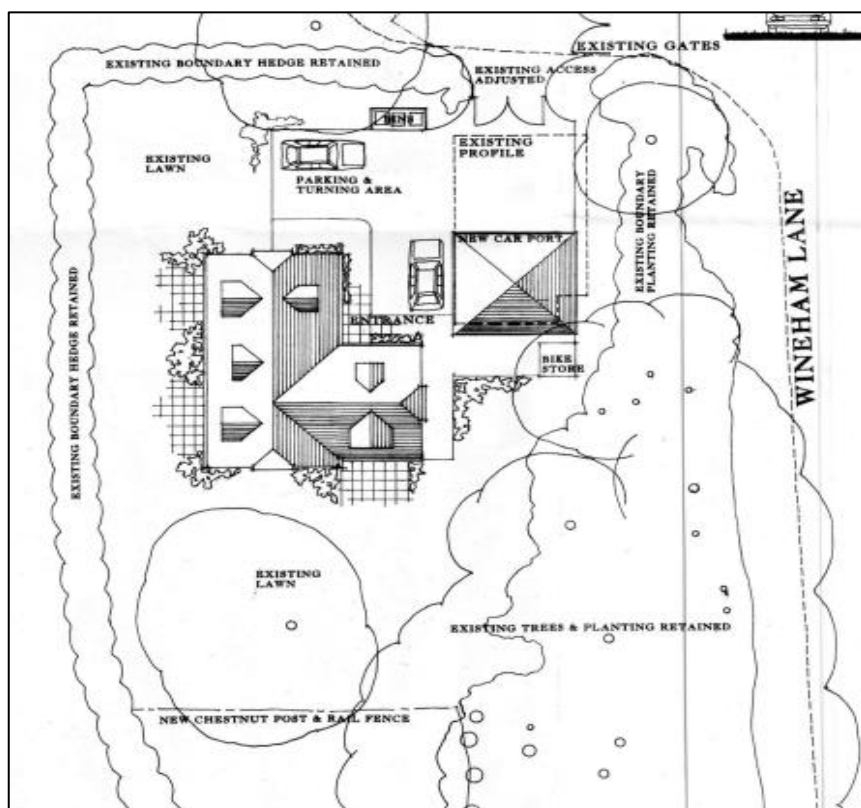 EXISTING GATES
EXISTING BOUNDARY HEDGE RETAINED
EXISTING ACCESS
ADJUSTED
BINS
EXISTING
PROFILE
EXISTING
LAWN
PARKING &
TURNING AREA
EXISTING BOUNDARY
PLANTING RETAINED
NEW CAR PORT
ENTRANCE
WINEHAM LANE
BIKE
STORE
EXISTING BOUNDARY HEDGE RETAINED
EXISTING
LAWN
EXISTING TREES & PLANTING RETAINED
NEW CHESTNUT POST & RAIL FENCE